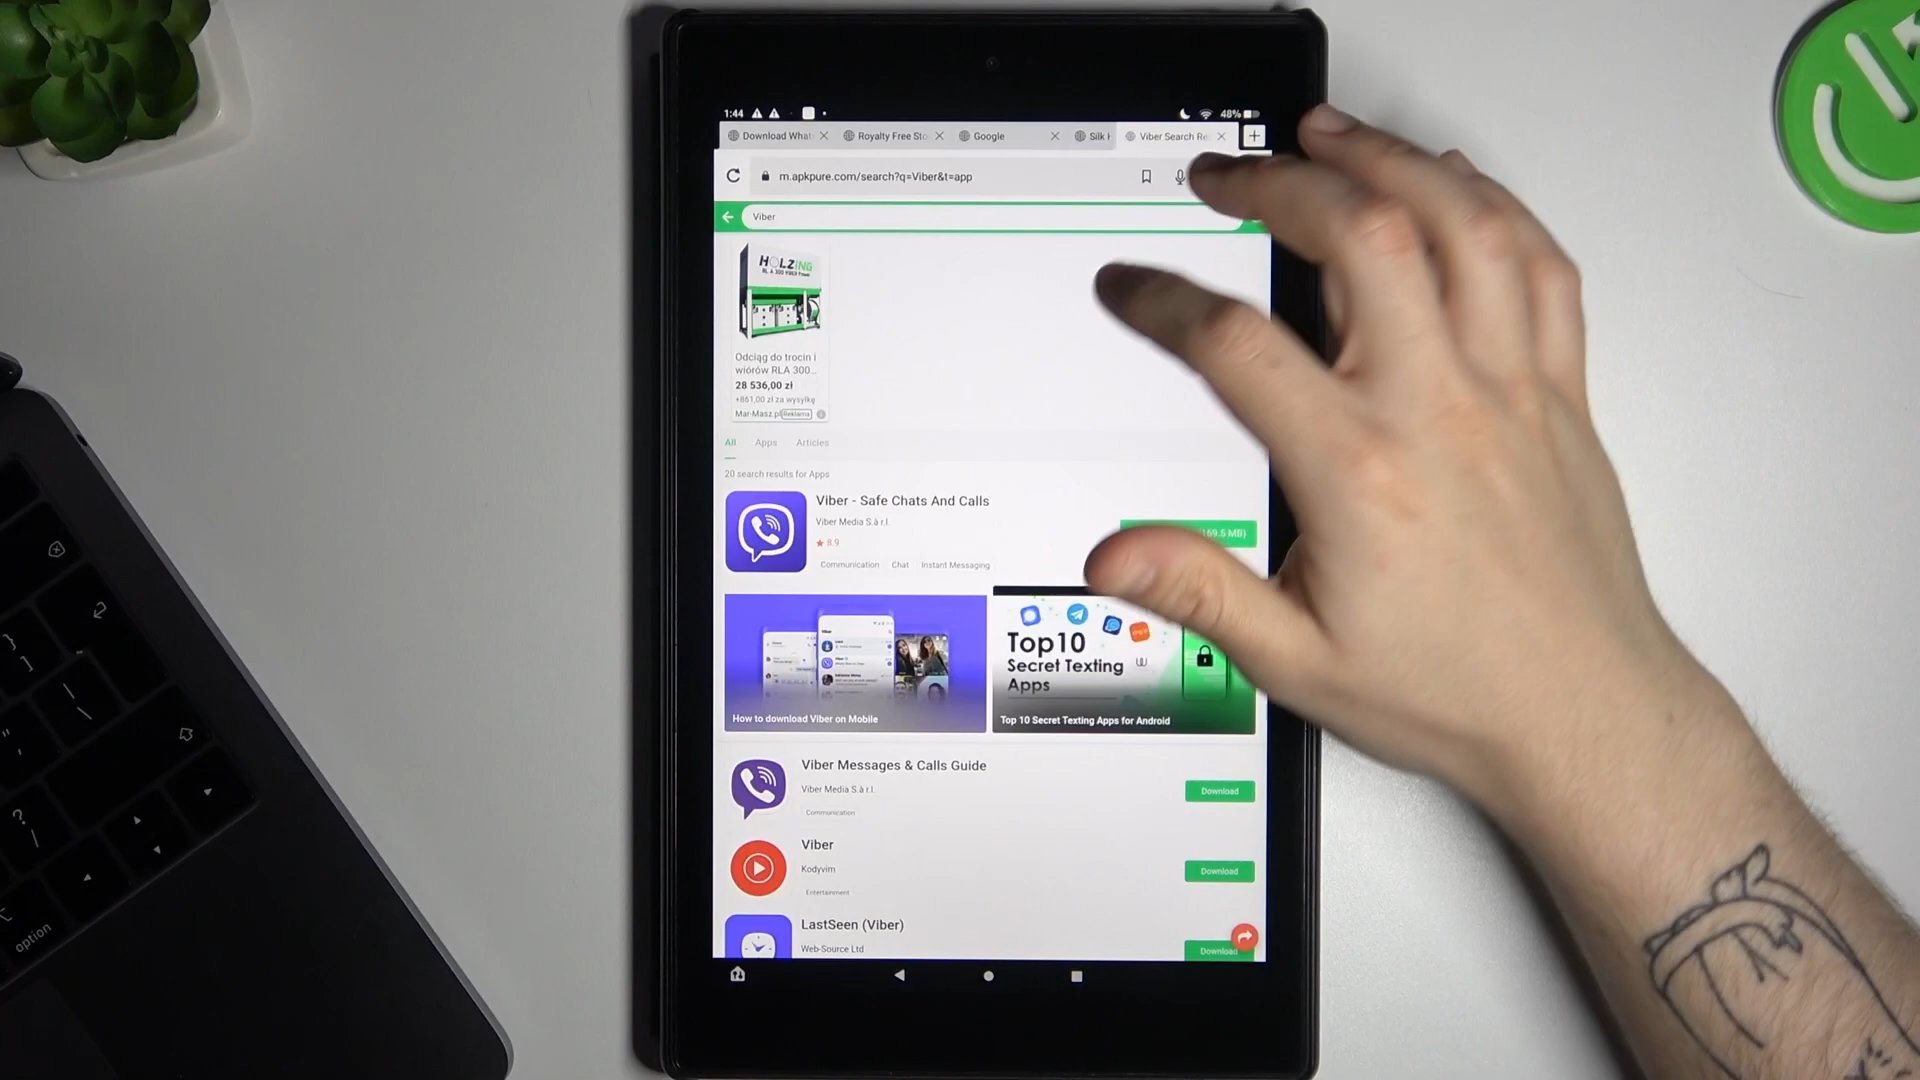 1:44
48%
Download What
Royalty Free Sto
Google
Silk
Viber Search Re
m.apkpure.com/search?q=Viber&t=app
Viber
HOLZING
RL A 300 VIBER Power
Odciąg do trocin i
wiórów RLA 300...
28 536,00 zł
+861,00 zł za wysyłkę
Mar-Masz.pl Reklama
All Apps Articles
20 search results for Apps
Viber - Safe Chats And Calls
Viber Media S.à r.l.
8.9
(169.5 MB)
Communication Chat Instant Messaging
Viber
How to download Viber on Mobile
Top10
Secret Texting
Apps
Top 10 Secret Texting Apps for Android
Viber Messages & Calls Guide
Viber Media S.à r.l.
Download
Communication
Viber
Kodyvim
Download
Entertainment
LastSeen (Viber)
Web-Source Ltd
Download
option